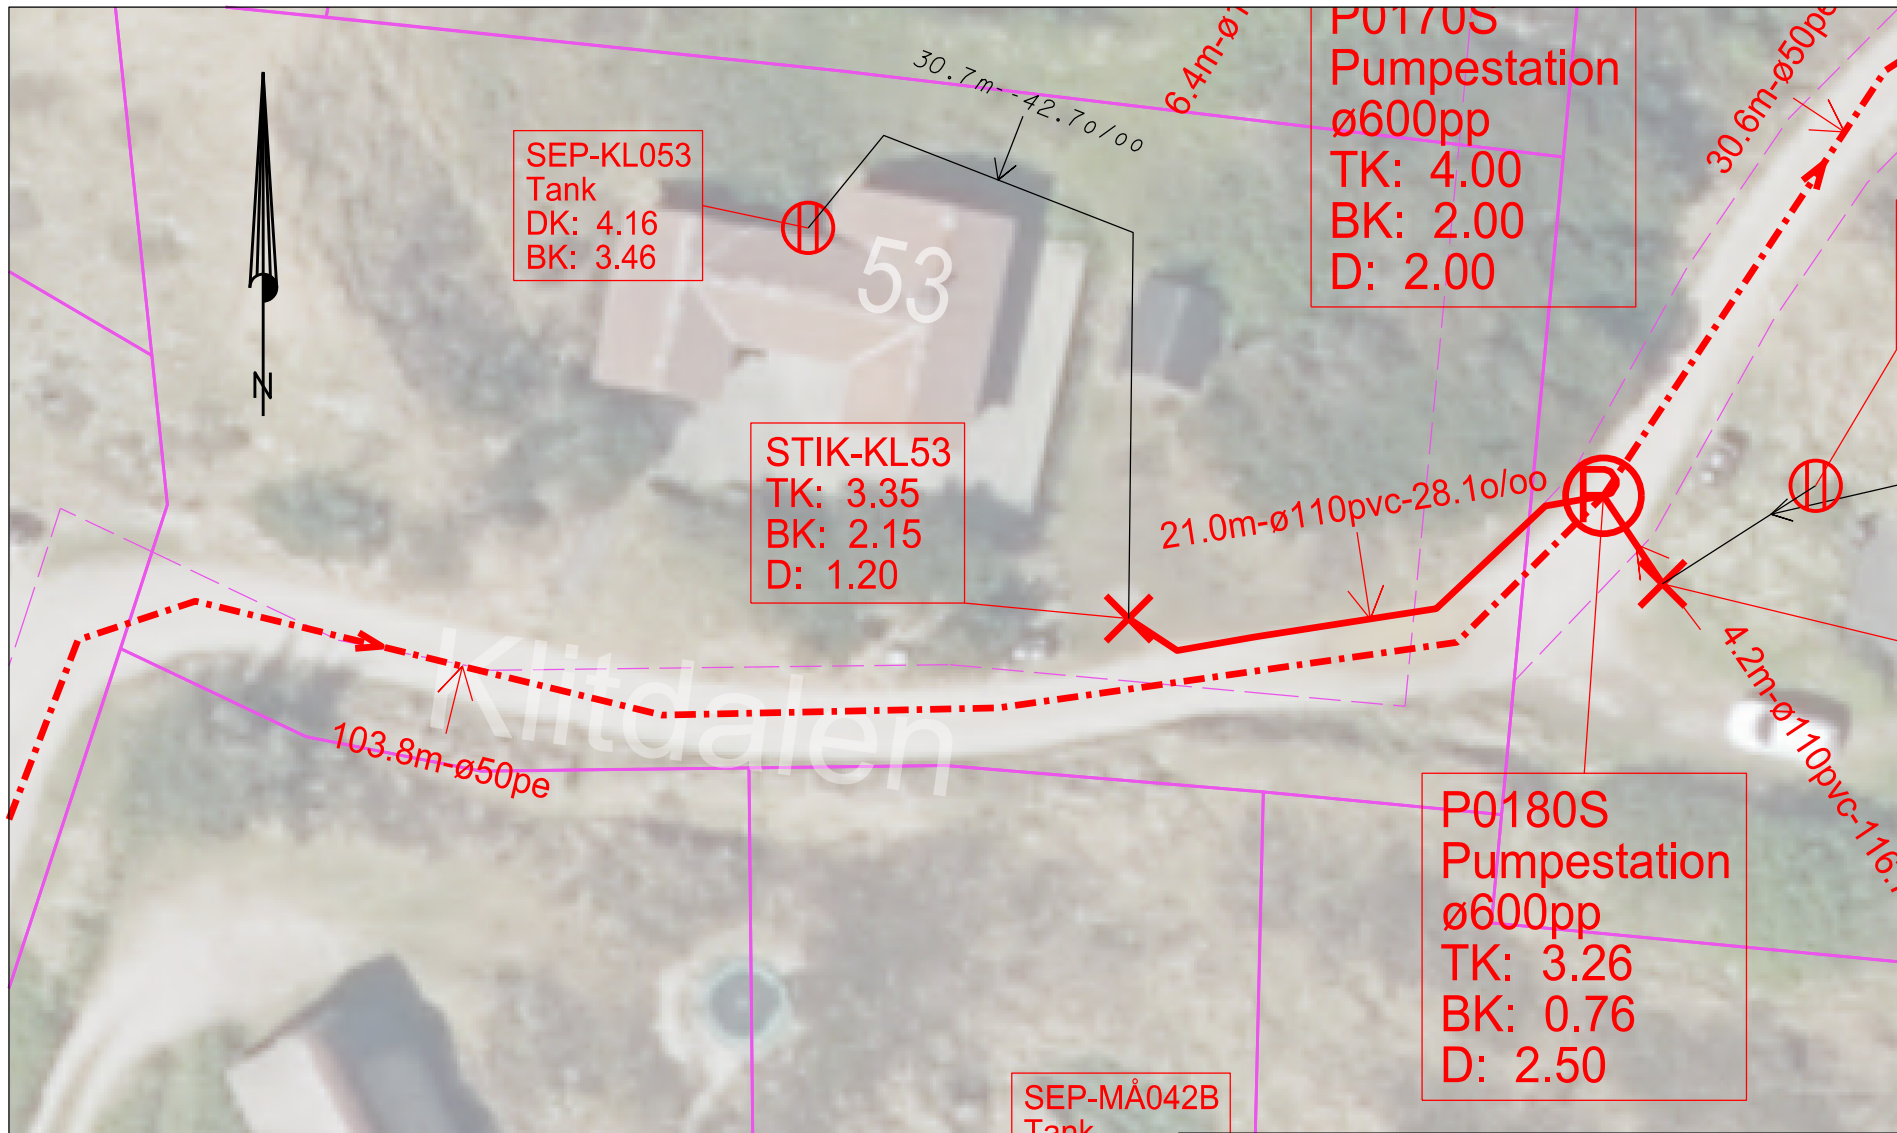 P0170S
Pumpestation
ø600pp
TK: 4.00
BK: 2.00
D: 2.00
30.7m--42.7o/oo
SEP-KL053
Tank
DK: 4.16
BK: 3.46
53
N
STIK-KL53
TK: 3.35
BK: 2.15
D: 1.20
21.0m-ø110pvc-28.1o/oo
P
30.6m-ø50pe
6.4m-ø1
Klitdalen
103.8m-ø50pe
4.2m-ø110pvc-116.
P0180S
Pumpestation
ø600pp
TK: 3.26
BK: 0.76
D: 2.50
SEP-MÅ042B
Tank